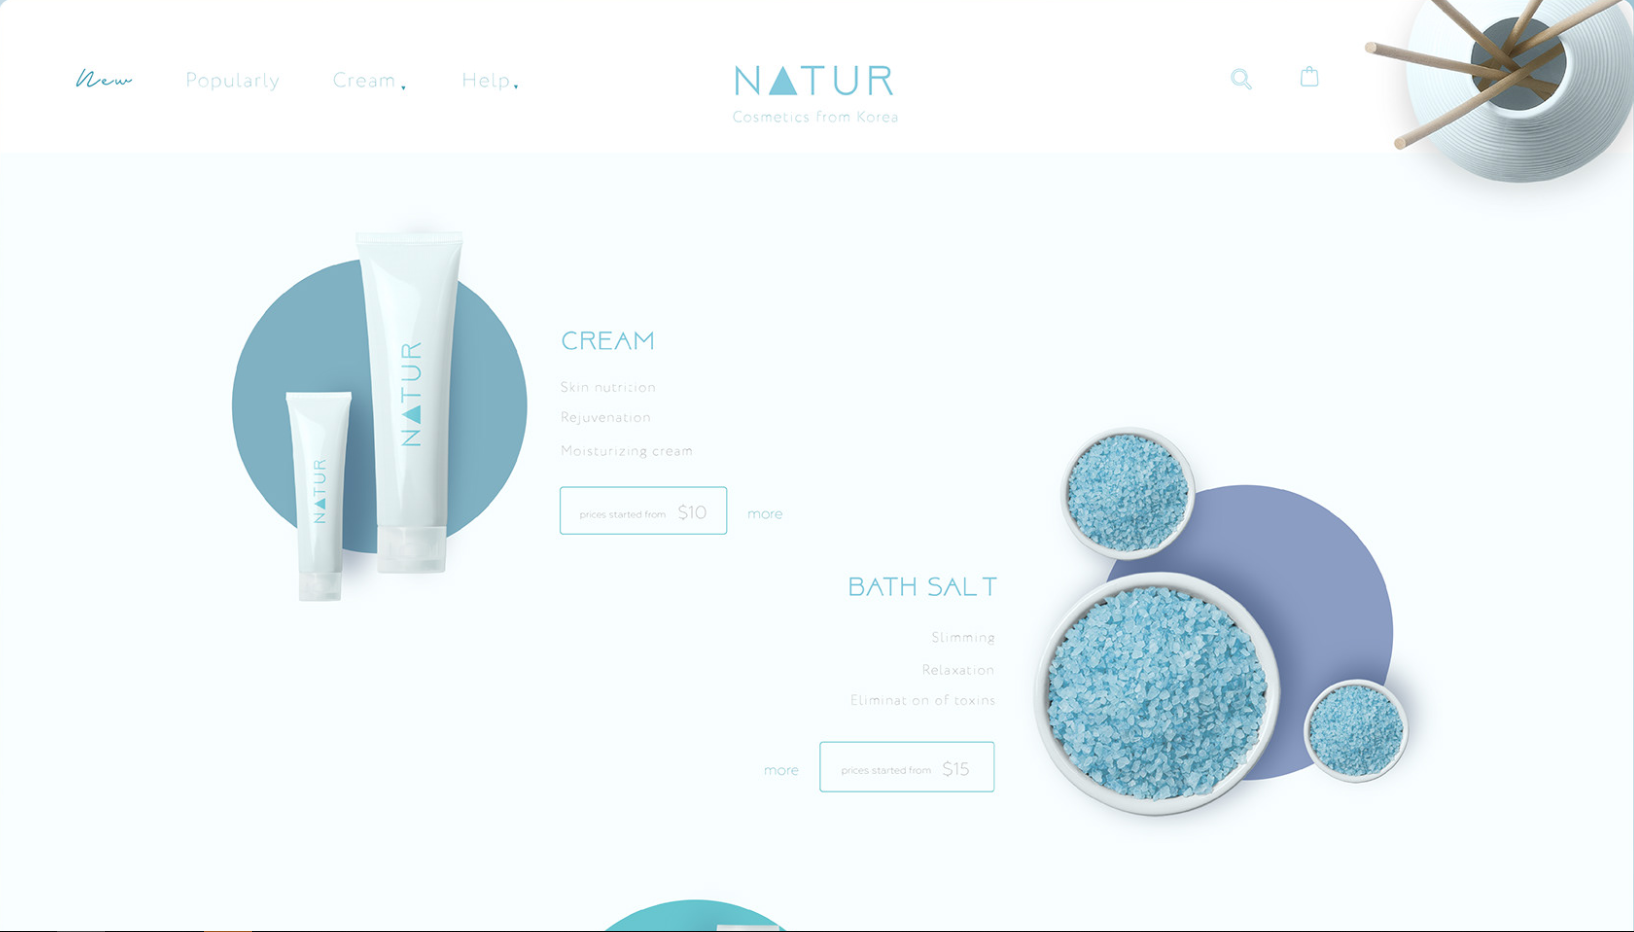 New
Popularly
Cream
Help
NATUR
Cosmetics from Korea
NATUR
NATUR
CREAM
Skin nutrizion
Rejuvenation
Moisturizing cream
prices started from $10
more
BATH SALT
Slimming
Relaxation
Eliminat on of toxins
more
prices started from $15